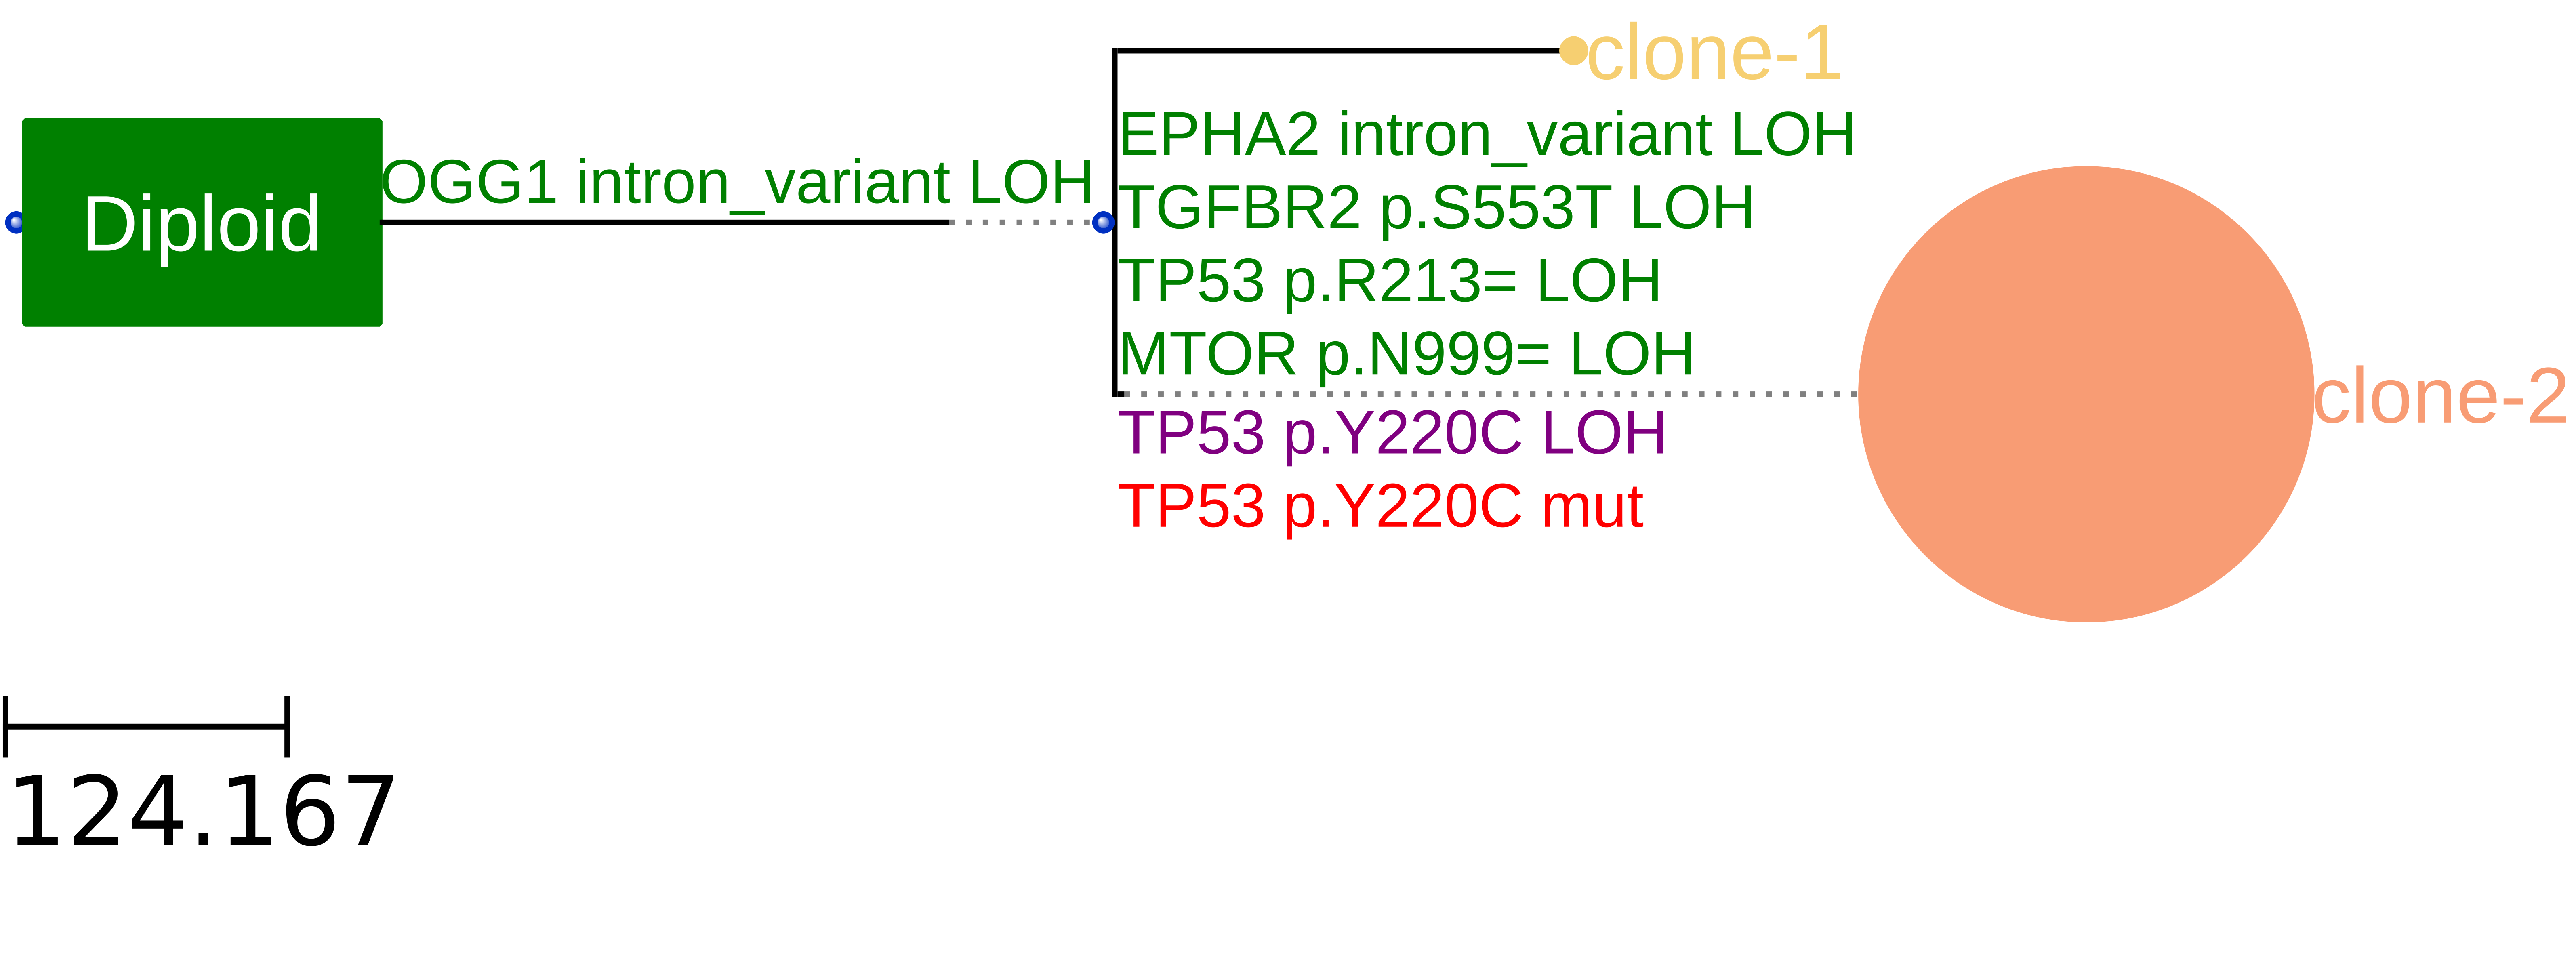 clone-1
Diploid
OGG1 intron_variant LOH
EPHA2 intron_variant LOH
TGFBR2 p.S553T LOH
TP53 p.R213= LOH
MTOR p.N999= LOH
clone-2
TP53 p.Y220C LOH
TP53 p.Y220C mut
124.167